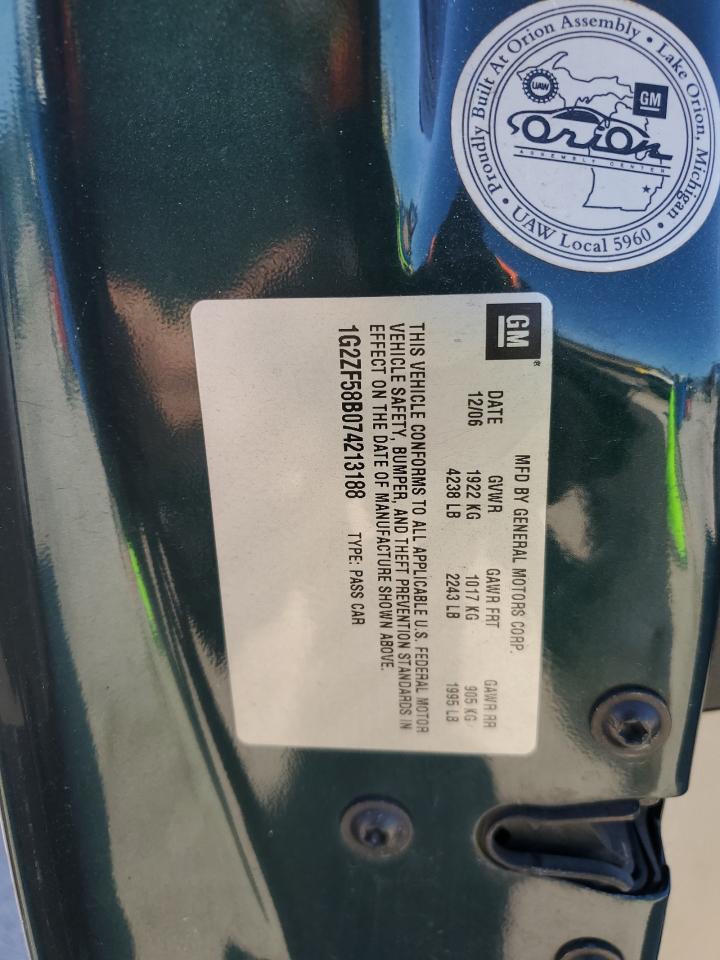 Proudly Built At Orion Assembly • Lake Orion, Michigan •
UAW
GM
Orion
ASSEMBLY CENTER
• UAW Local 5960 •
GM®
MFD BY GENERAL MOTORS CORP.
DATE GVWR GAWR FRT GAWR RR
12/06 1922 KG 1017 KG 905 KG
4238 LB 2243 LB 1995 LB
THIS VEHICLE CONFORMS TO ALL APPLICABLE U.S. FEDERAL MOTOR
VEHICLE SAFETY, BUMPER, AND THEFT PREVENTION STANDARDS IN
EFFECT ON THE DATE OF MANUFACTURE SHOWN ABOVE.
1G2ZF58B074213188 TYPE: PASS CAR